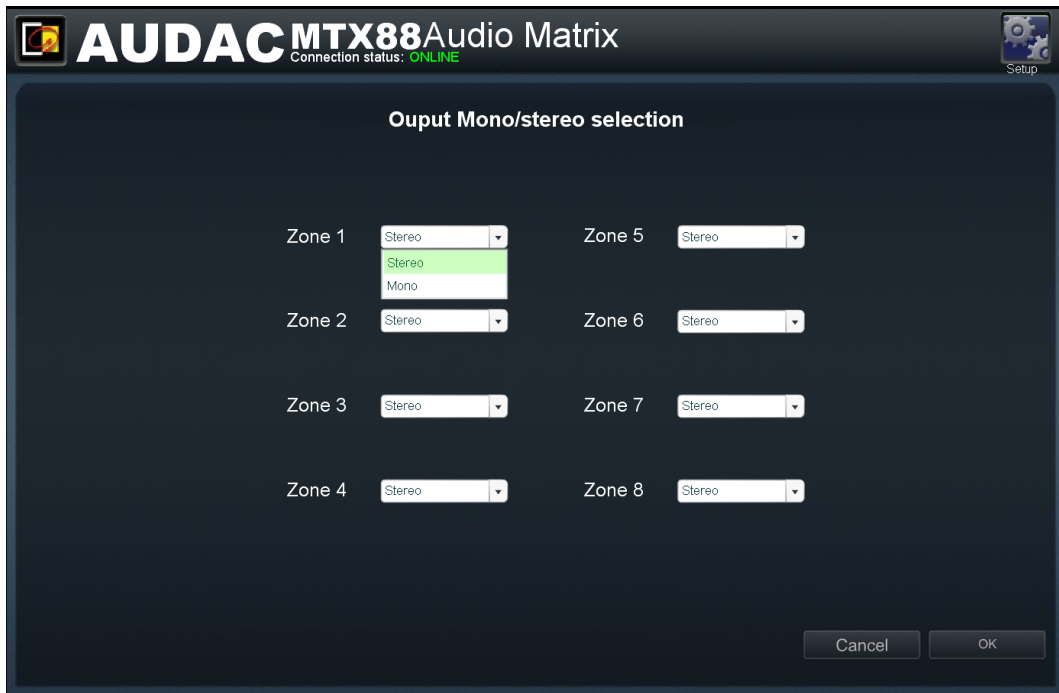 AUDAC MTX88 Audio Matrix
Connection status: ONLINE
Setup
Ouput Mono/stereo selection
Zone 1 Stereo Zone 5 Stereo
Stereo
Mono
Zone 2 Stereo Zone 6 Stereo
Zone 3 Stereo Zone 7 Stereo
Zone 4 Stereo Zone 8 Stereo
Cancel OK